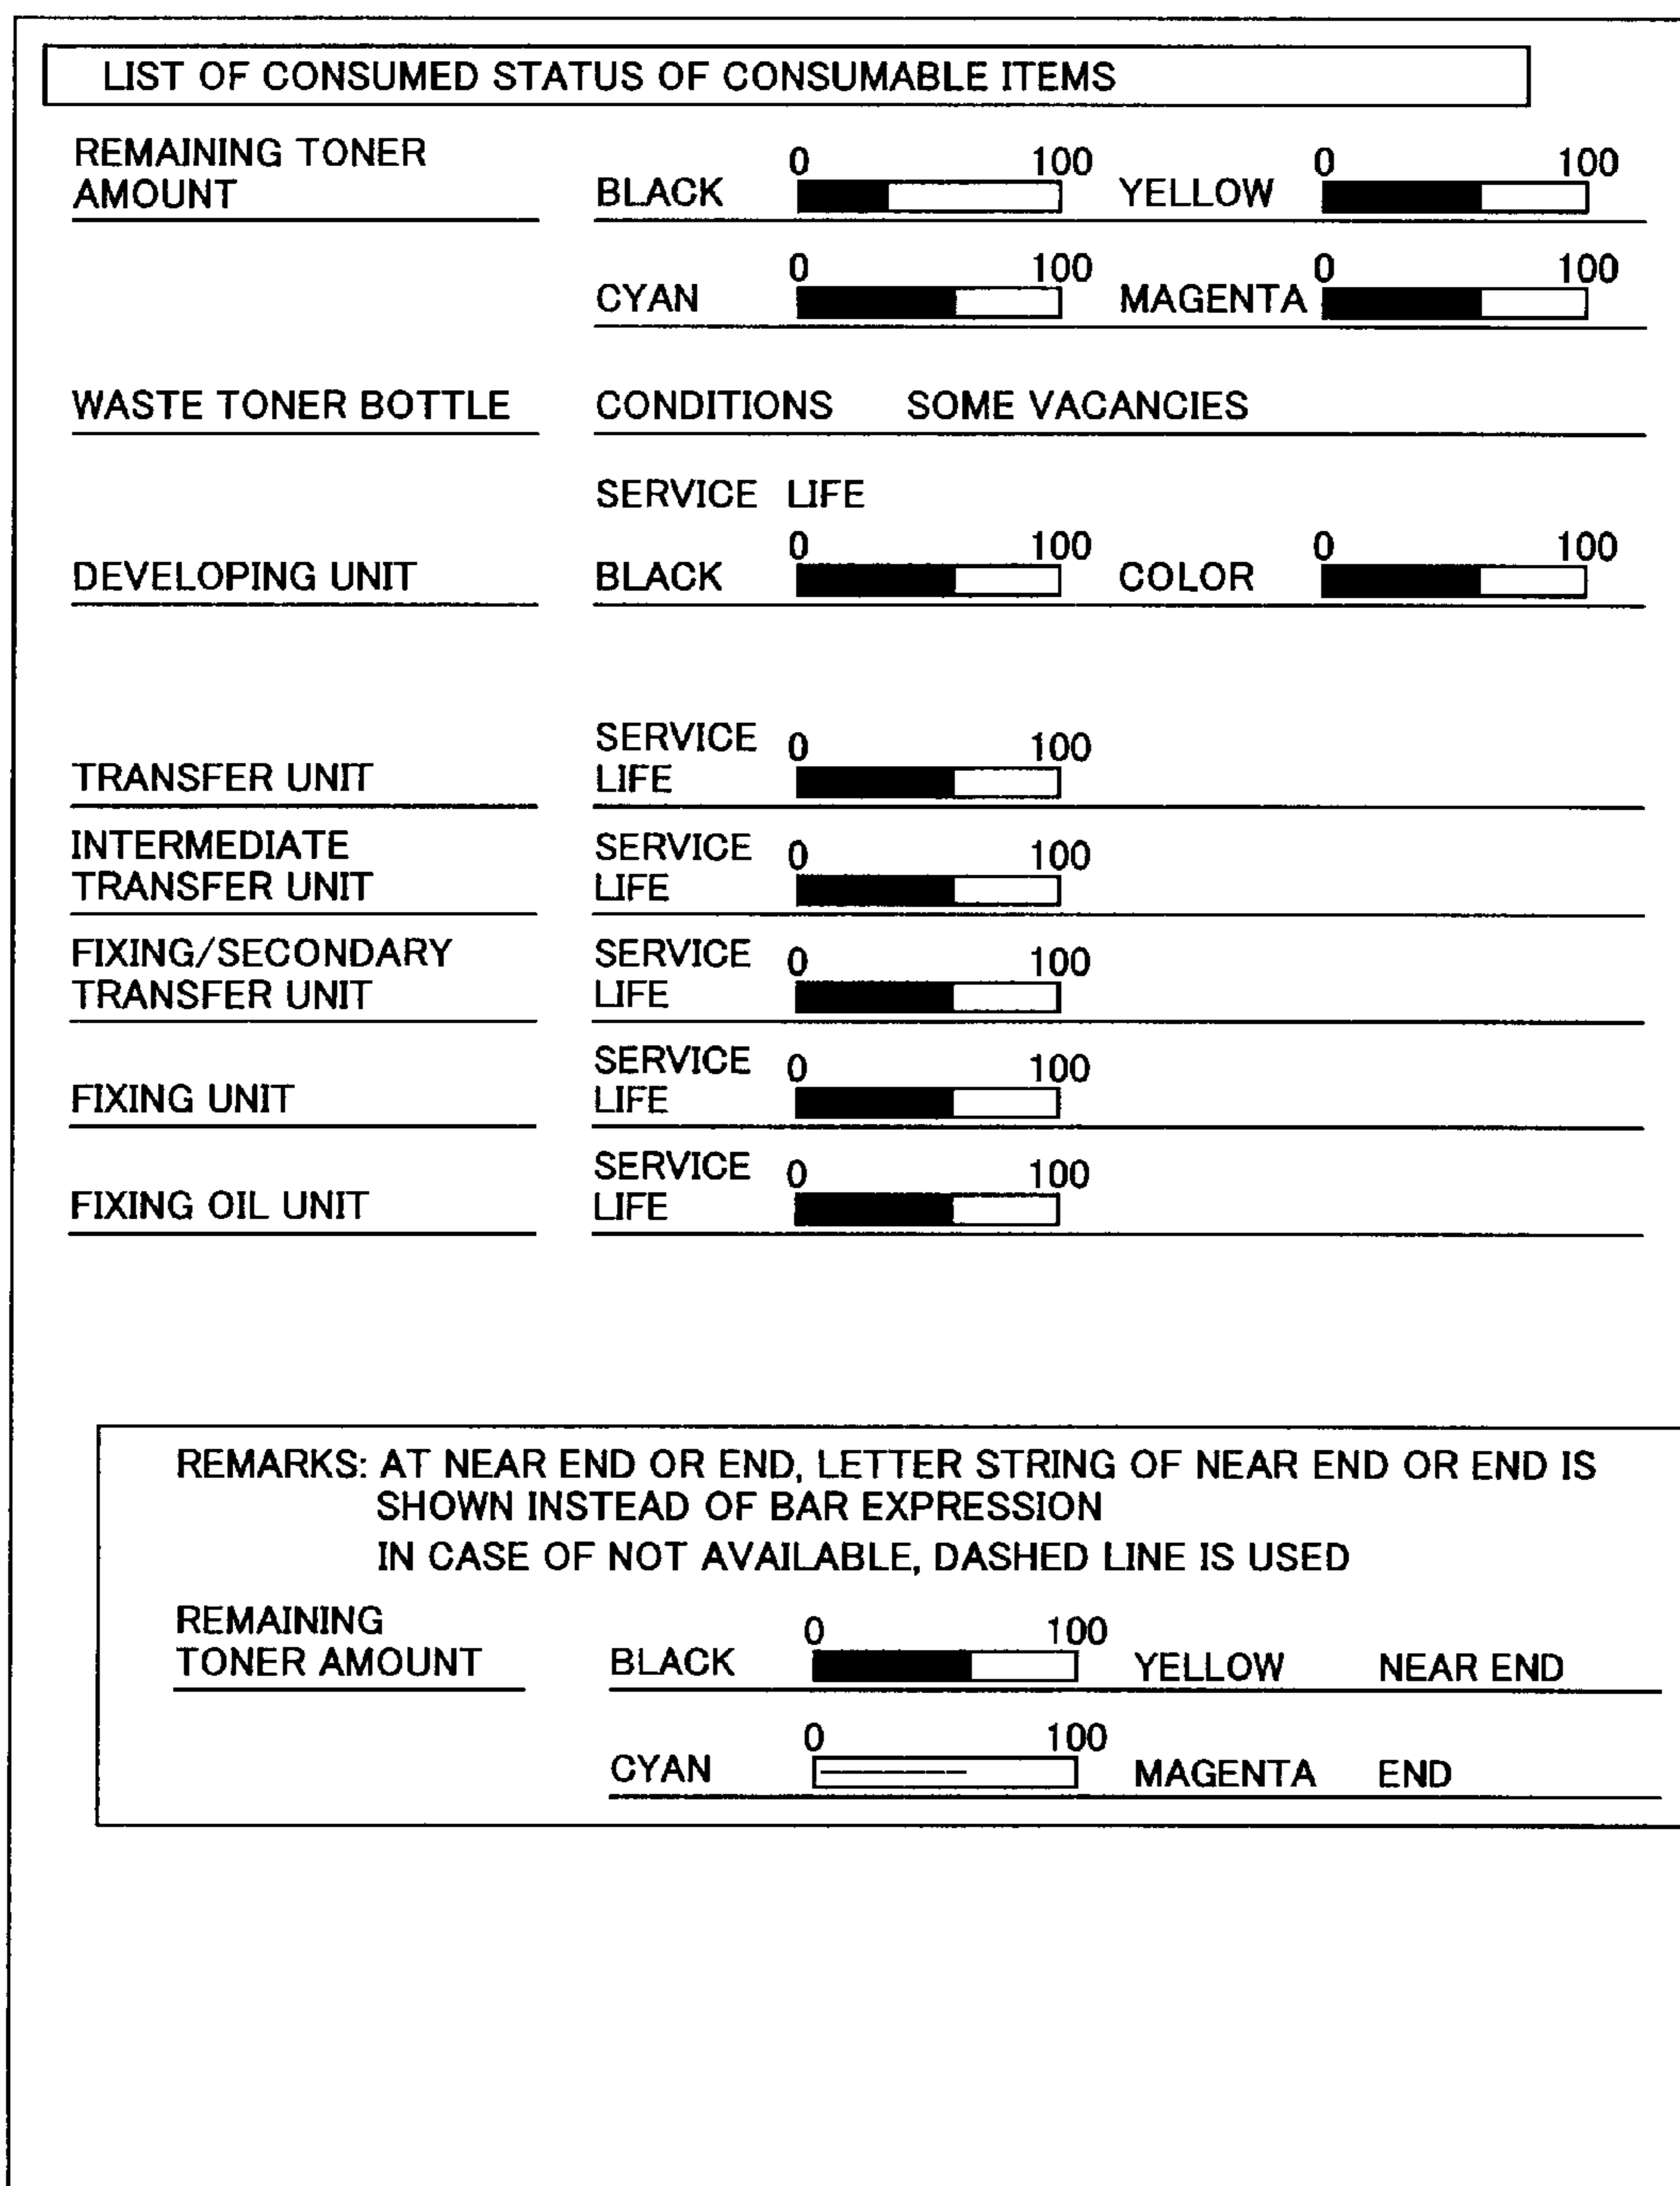 LIST OF CONSUMED STATUS OF CONSUMABLE ITEMS
REMAINING TONER
AMOUNT
BLACK 0 100 YELLOW 0 100
CYAN 0 100 MAGENTA 0 100
WASTE TONER BOTTLE CONDITIONS SOME VACANCIES
SERVICE LIFE
DEVELOPING UNIT BLACK 0 100 COLOR 0 100
TRANSFER UNIT
SERVICE
LIFE
0 100
INTERMEDIATE
TRANSFER UNIT
SERVICE
LIFE
0 100
FIXING/SECONDARY
TRANSFER UNIT
SERVICE
LIFE
0 100
FIXING UNIT
SERVICE
LIFE
0 100
FIXING OIL UNIT
SERVICE
LIFE
0 100
REMARKS: AT NEAR END OR END, LETTER STRING OF NEAR END OR END IS
SHOWN INSTEAD OF BAR EXPRESSION
IN CASE OF NOT AVAILABLE, DASHED LINE IS USED
REMAINING
TONER AMOUNT
BLACK 0 100 YELLOW NEAR END
CYAN 0 100 MAGENTA END